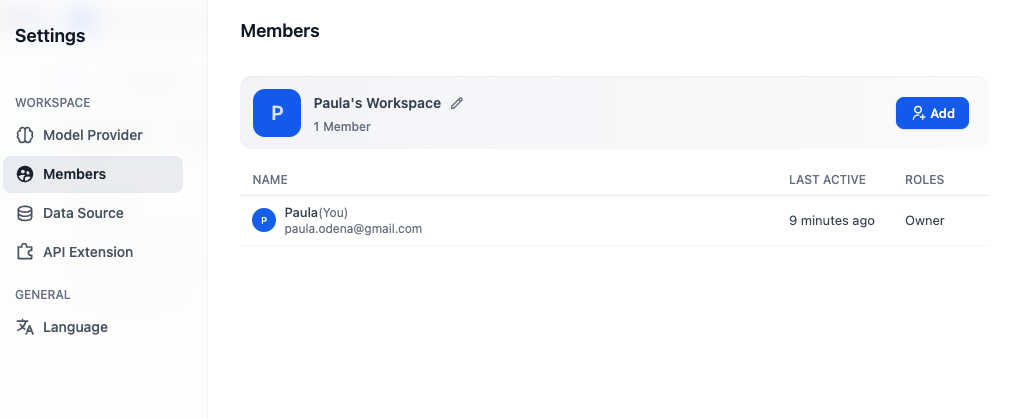 Settings
WORKSPACE
Model Provider
Members
Data Source
API Extension
GENERAL
Language
Members
P
Paula's Workspace
1 Member
Add
NAME LAST ACTIVE ROLES
P
Paula(You)
paula.odena@gmail.com
9 minutes ago
Owner